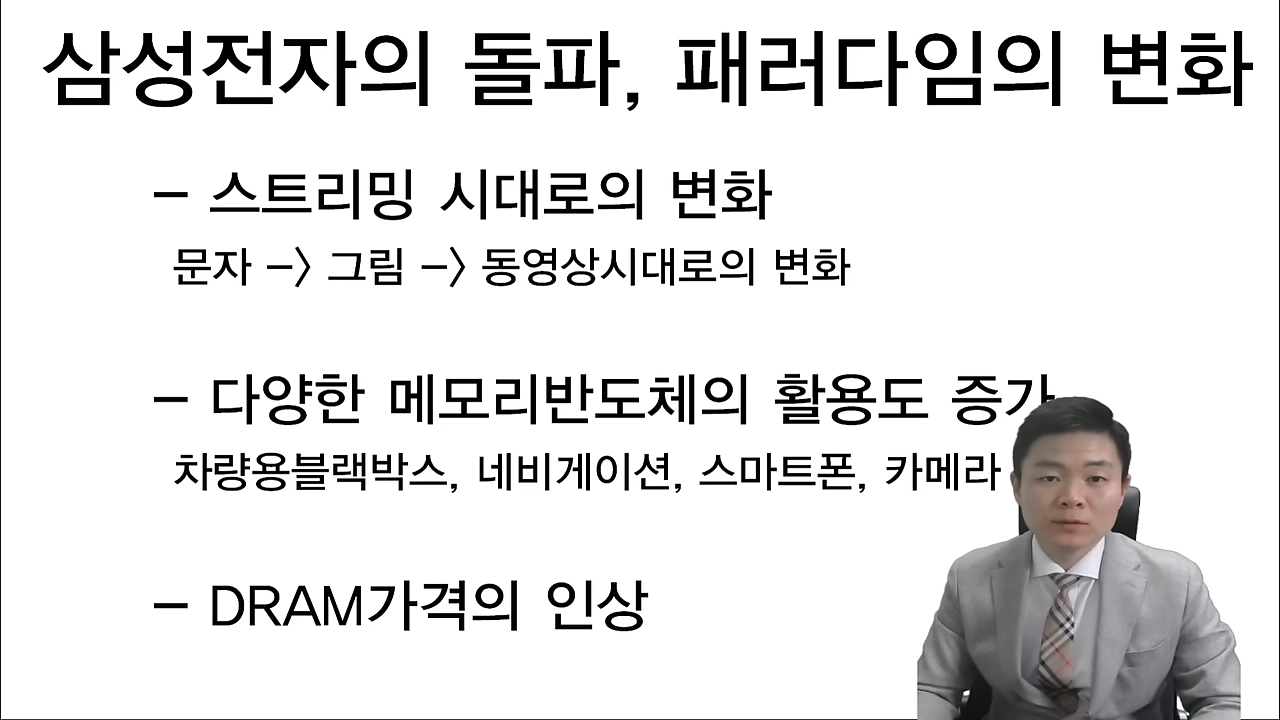 삼성전자의 돌파, 패러다임의 변화
- 스트리밍 시대로의 변화
문자 -> 그림 -> 동영상시대로의 변화
- 다양한 메모리반도체의 활용도 증가
차량용블랙박스, 네비게이션, 스마트폰, 카메라
- DRAM가격의 인상